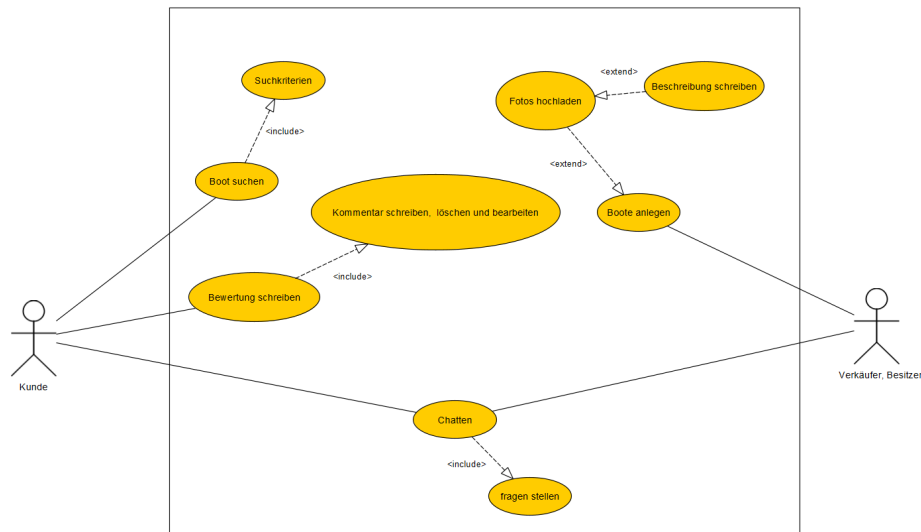 Suchkriterien
<extend>
Beschreibung schreiben
Fotos hochladen
<include>
<extend>
Boot suchen
Kommentar schreiben, löschen und bearbeiten
Boote anlegen
<include>
Bewertung schreiben
Kunde
Verkäufer, Besitzer
Chatten
<include>
fragen stellen